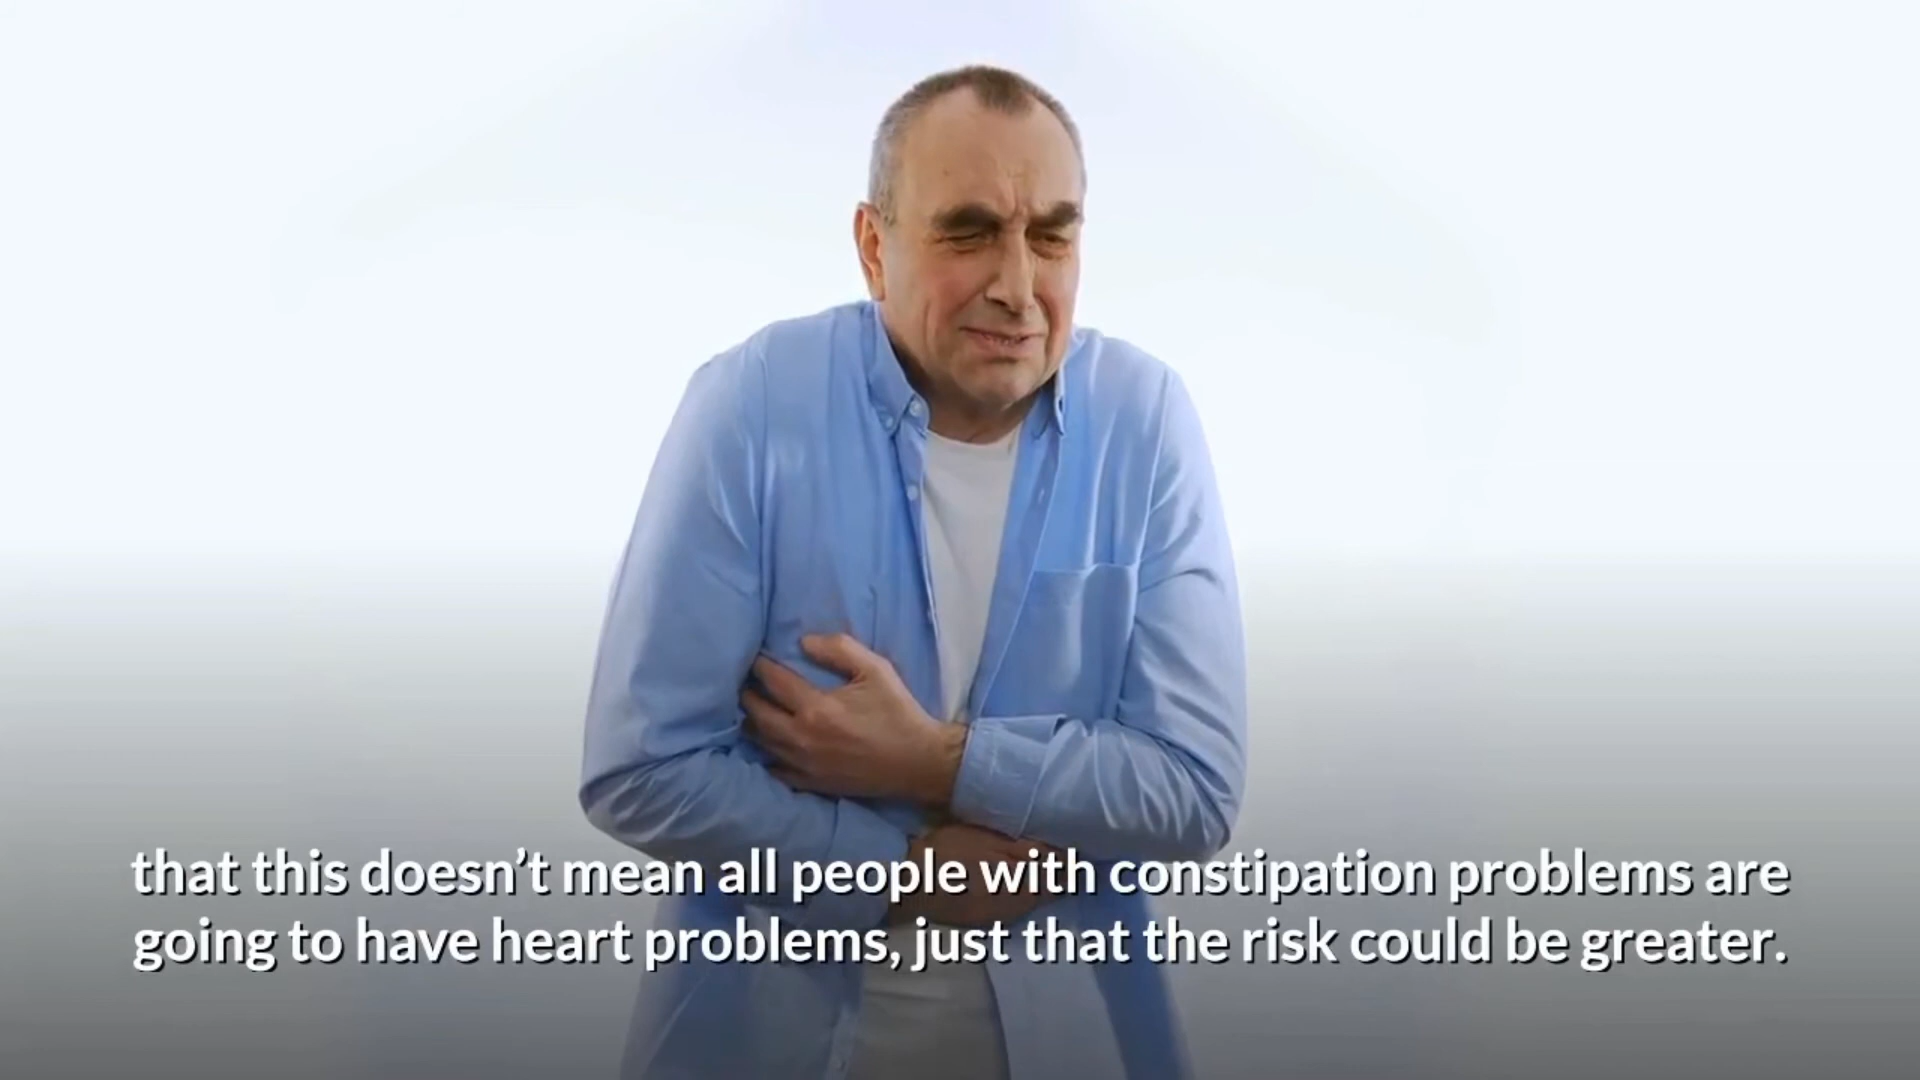 that this doesn’t mean all people with constipation problems are
going to have heart problems, just that the risk could be greater.